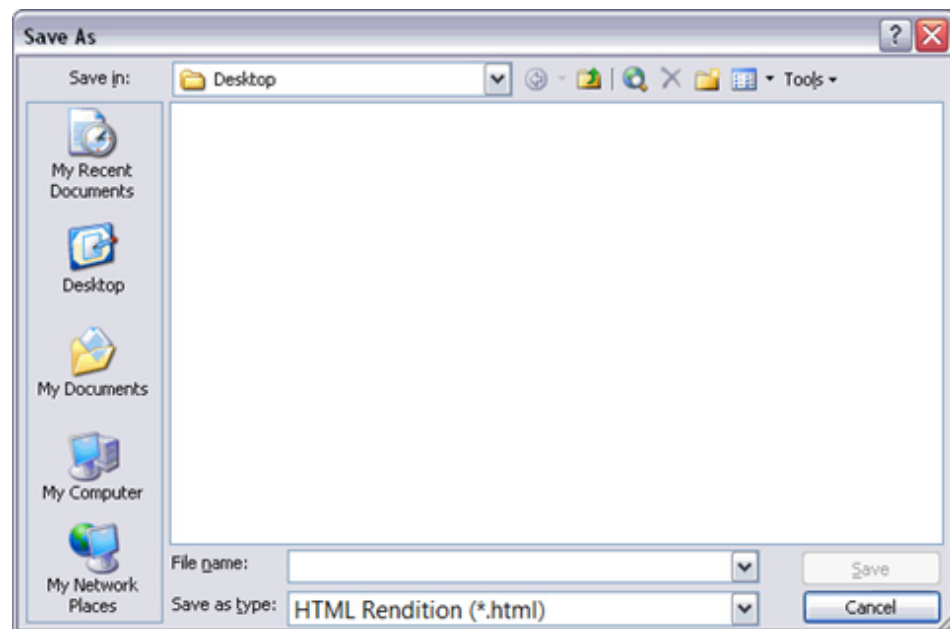 Save As
Save in:
Desktop
Tools
My Recent
Documents
Desktop
My Documents
My Computer
My Network
Places
File name:
Save
Save as type:
HTML Rendition (*.html)
Cancel